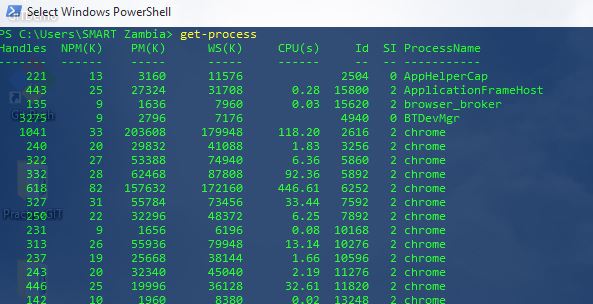 Select Windows PowerShell
PS C:\Users\SMART Zambia> get-process
Handles NPM(K) PM(K) WS(K) CPU(s) Id SI ProcessName
------- ------ ----- ----- ------ -- -- -----------
221 13 3160 11576 2504 0 AppHelperCap
443 25 27324 31708 0.28 15800 2 ApplicationFrameHost
135 9 1636 7960 0.03 15620 2 browser_broker
3275 9 2796 7176 4940 0 BTDevMgr
1041 33 203608 179948 118.20 2616 2 chrome
240 20 29832 41088 1.83 3256 2 chrome
322 27 53388 74940 6.36 5860 2 chrome
332 28 62468 87808 92.36 5892 2 chrome
618 82 157632 172160 446.61 6252 2 chrome
327 31 55784 73456 33.44 7592 2 chrome
250 22 32296 48372 6.25 7892 2 chrome
231 9 1656 6196 0.08 10168 2 chrome
313 26 55936 79948 13.14 10276 2 chrome
237 19 25668 38144 1.66 10596 2 chrome
243 20 32340 45040 2.19 11276 2 chrome
446 25 19996 36128 32.61 11820 2 chrome
142 10 1960 8380 0.02 13248 2 chrome